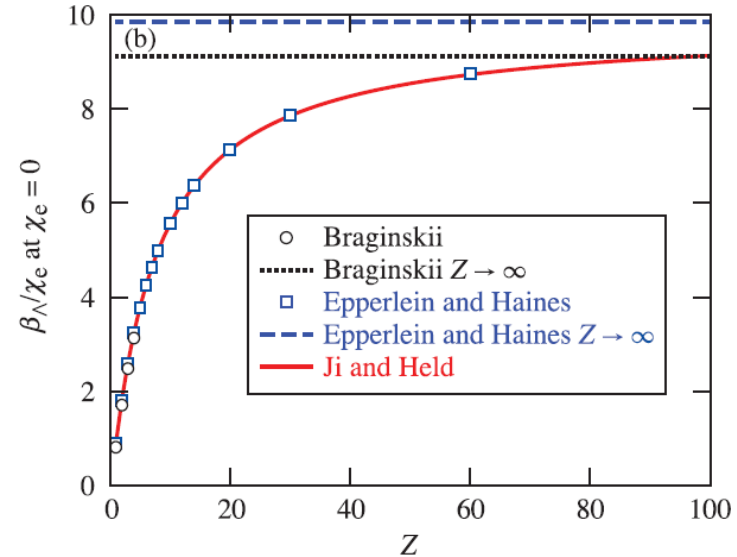 (b)
10
8
6
4
2
0
β∧/χe at χe = 0
Braginskii
Braginskii Z → ∞
Epperlein and Haines
Epperlein and Haines Z → ∞
Ji and Held
0 20 40 60 80 100
Z